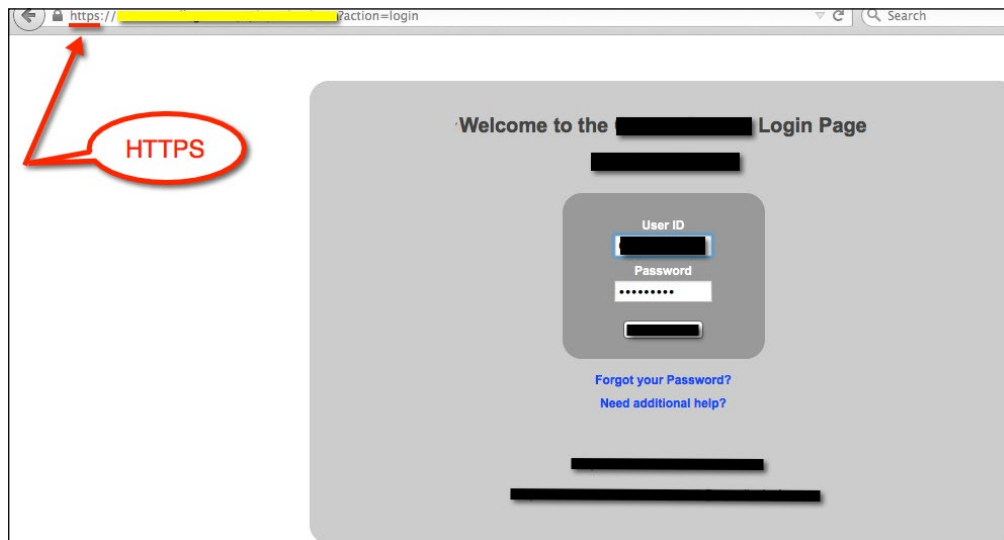 https:// ?action=login
Search
HTTPS
Welcome to the Login Page
User ID
Password
•••••••••
Forgot your Password?
Need additional help?